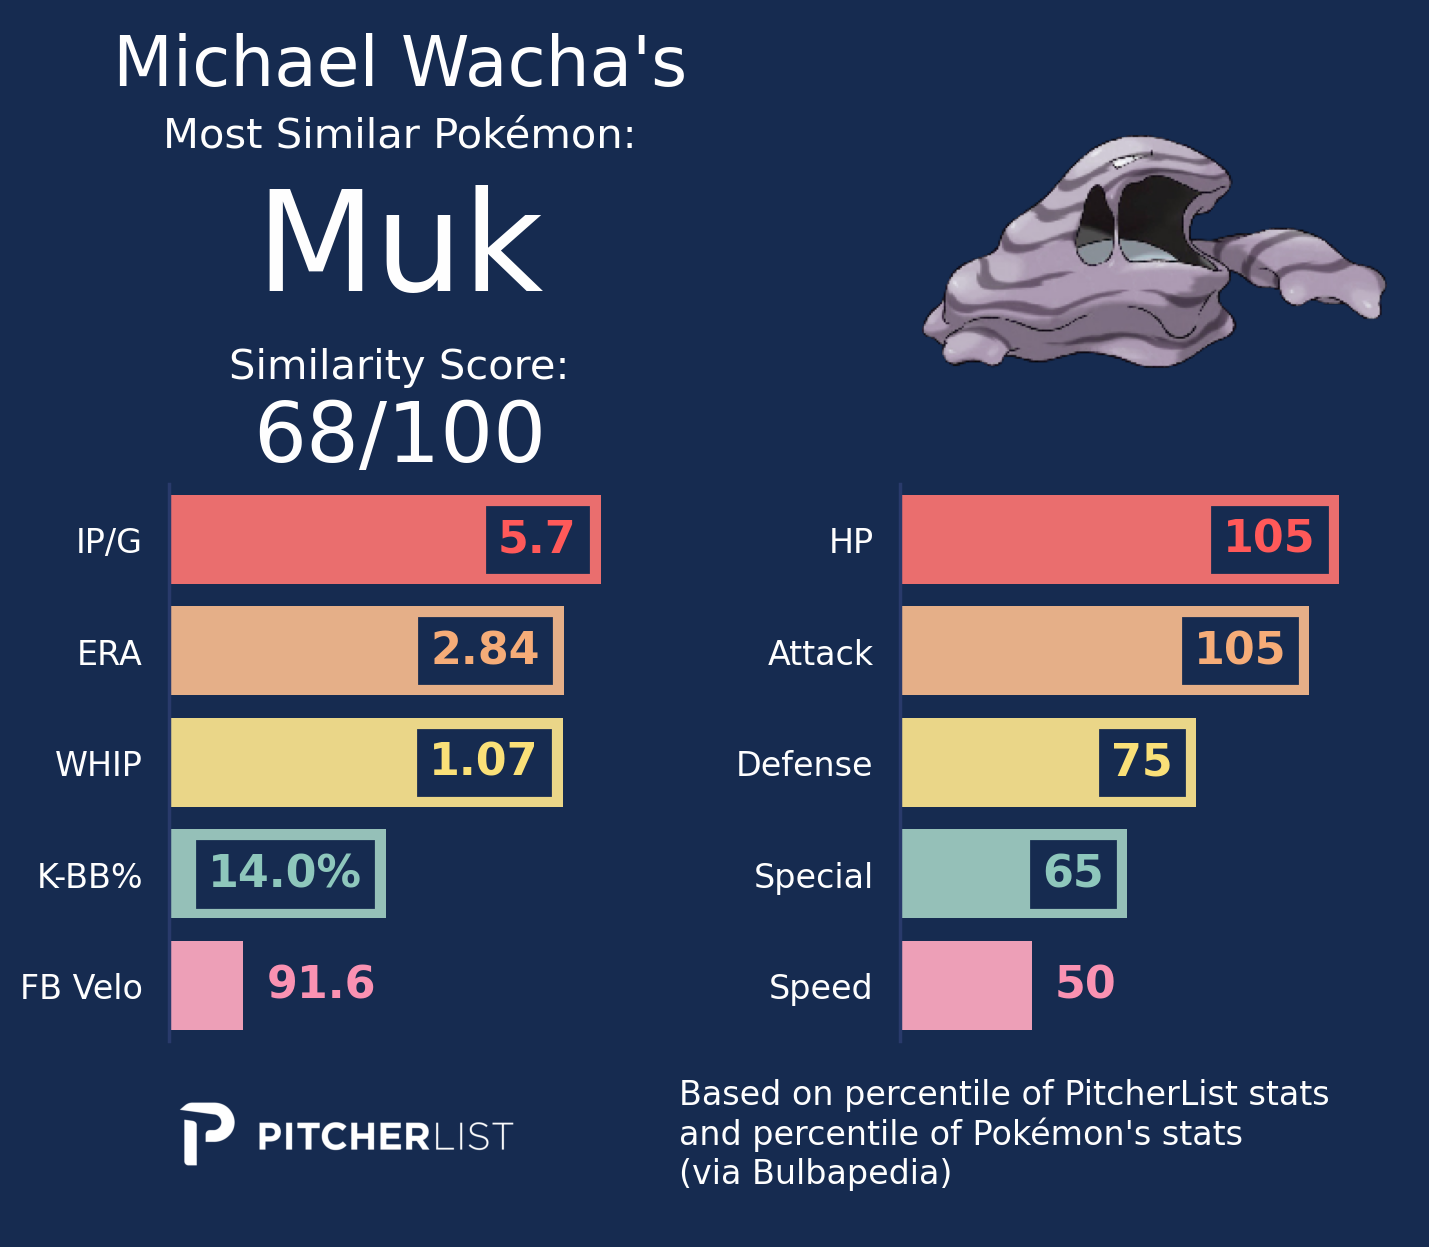 Michael Wacha's
Most Similar Pokémon:
Muk
Similarity Score:
68/100
IP/G 5.7
ERA 2.84
WHIP 1.07
K-BB% 14.0%
FB Velo 91.6
HP 105
Attack 105
Defense 75
Special 65
Speed 50
PITCHERLIST
Based on percentile of PitcherList stats
and percentile of Pokémon's stats
(via Bulbapedia)